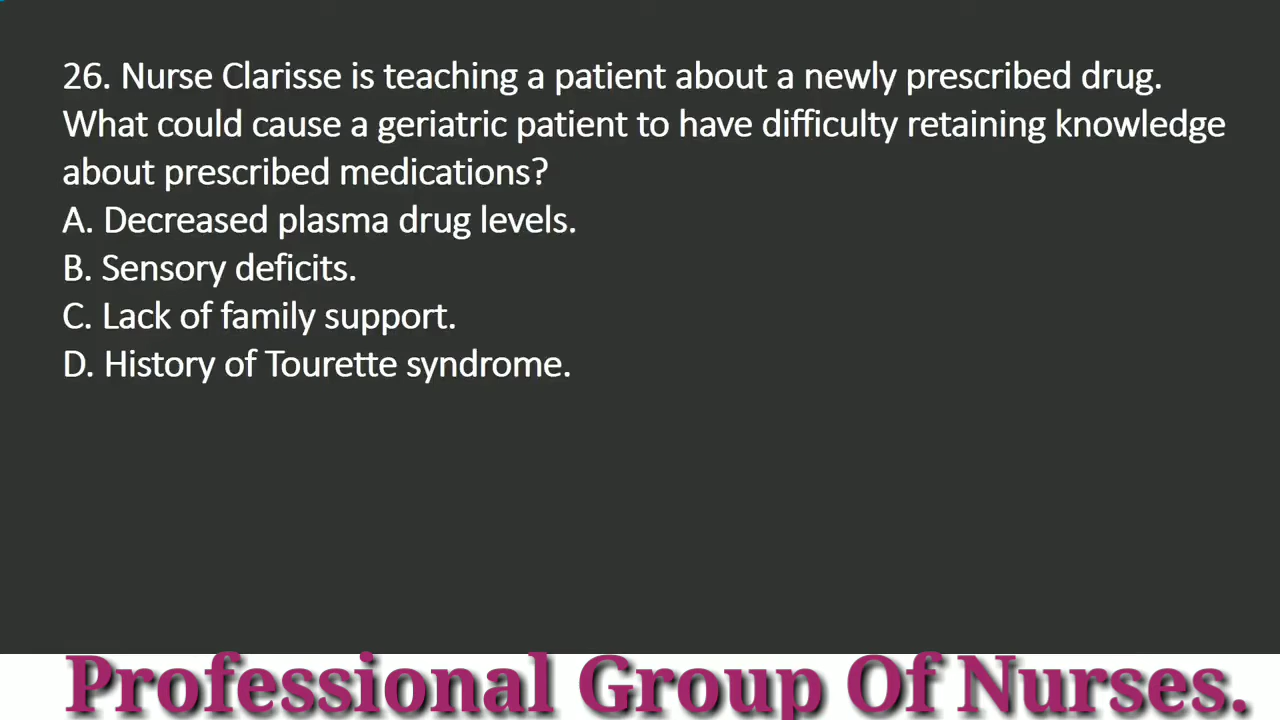 26. Nurse Clarisse is teaching a patient about a newly prescribed drug.
What could cause a geriatric patient to have difficulty retaining knowledge
about prescribed medications?
A. Decreased plasma drug levels.
B. Sensory deficits.
C. Lack of family support.
D. History of Tourette syndrome.
Professional Group Of Nurses.